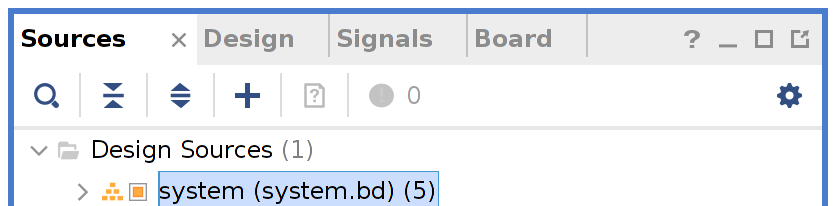 Sources × Design Signals Board ?
0
Design Sources (1)
system (system.bd) (5)